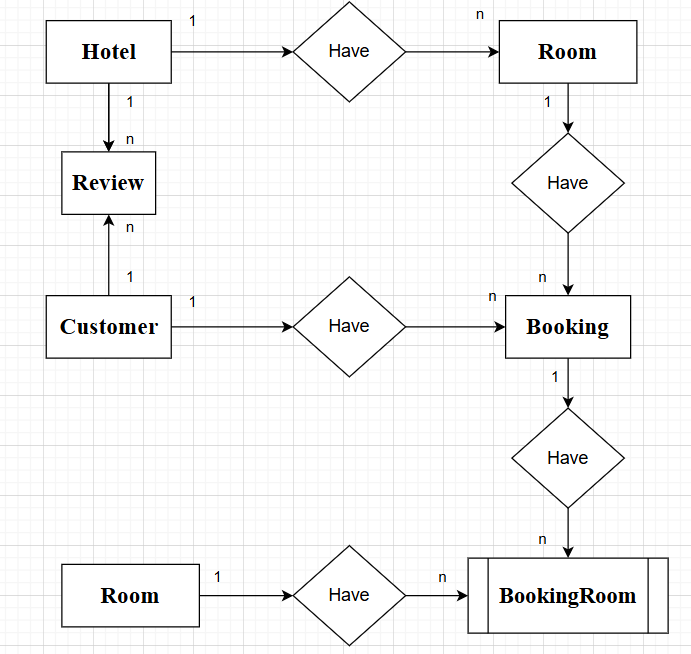 1
n
Hotel
Have
Room
1
1
n
Review
Have
n
1
n
1
n
Customer
Have
Booking
1
Have
n
1
n
Room
Have
BookingRoom